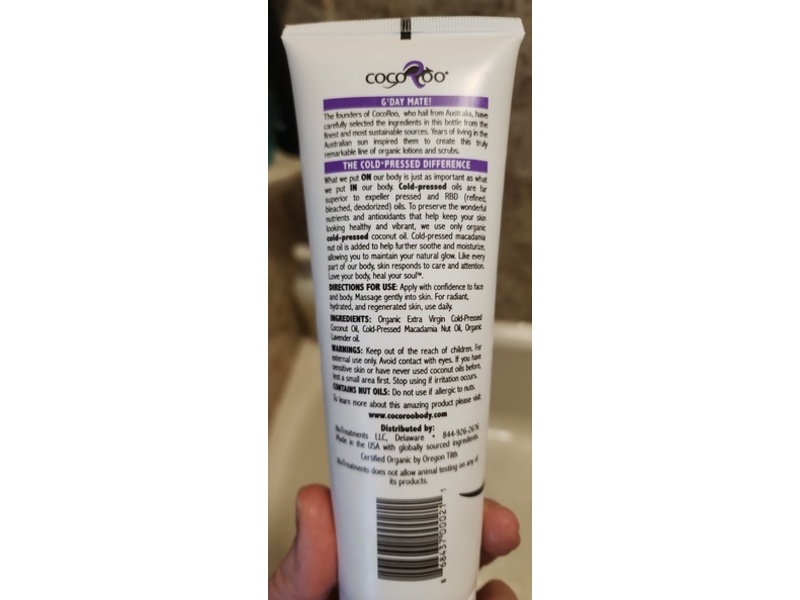 COCOROO®
G'DAY MATE!
The founders of CocoRoo, who hail from Australia, have
carefully selected the ingredients in this bottle from the
finest and most sustainable sources. Years of living in the
Australian sun inspired them to create this truly
remarkable line of organic lotions and scrubs.
THE COLD-PRESSED DIFFERENCE
What we put ON our body is just as important as what
we put IN our body. Cold-pressed oils are far
superior to expeller pressed and RBD (refined,
bleached, deodorized) oils. To preserve the wonderful
nutrients and antioxidants that help keep your skin
looking healthy and vibrant, we use only organic
cold-pressed coconut oil. Cold-pressed macadamia
nut oil is added to help further soothe and moisturize,
allowing you to maintain your natural glow. Like every
part of our body, skin responds to care and attention.
Love your body, heal your soul™.
DIRECTIONS FOR USE: Apply with confidence to face
and body. Massage gently into skin. For radiant,
hydrated, and regenerated skin, use daily.
INGREDIENTS: Organic Extra Virgin Cold-Pressed
Coconut Oil, Cold-Pressed Macadamia Nut Oil, Organic
Lavender oil.
WARNINGS: Keep out of the reach of children. For
external use only. Avoid contact with eyes. If you have
sensitive skin or have never used coconut oils before,
test a small area first. Stop using if irritation occurs.
CONTAINS NUT OILS: Do not use if allergic to nuts.
To learn more about this amazing product please visit
www.cocoroobody.com
Distributed by:
NuTreatments LLC, Delaware • 844-926-2676
Made in the USA with globally sourced ingredients.
Certified Organic by Oregon Tilth
NuTreatments does not allow animal testing on any of
its products.
8 68437 00021 1